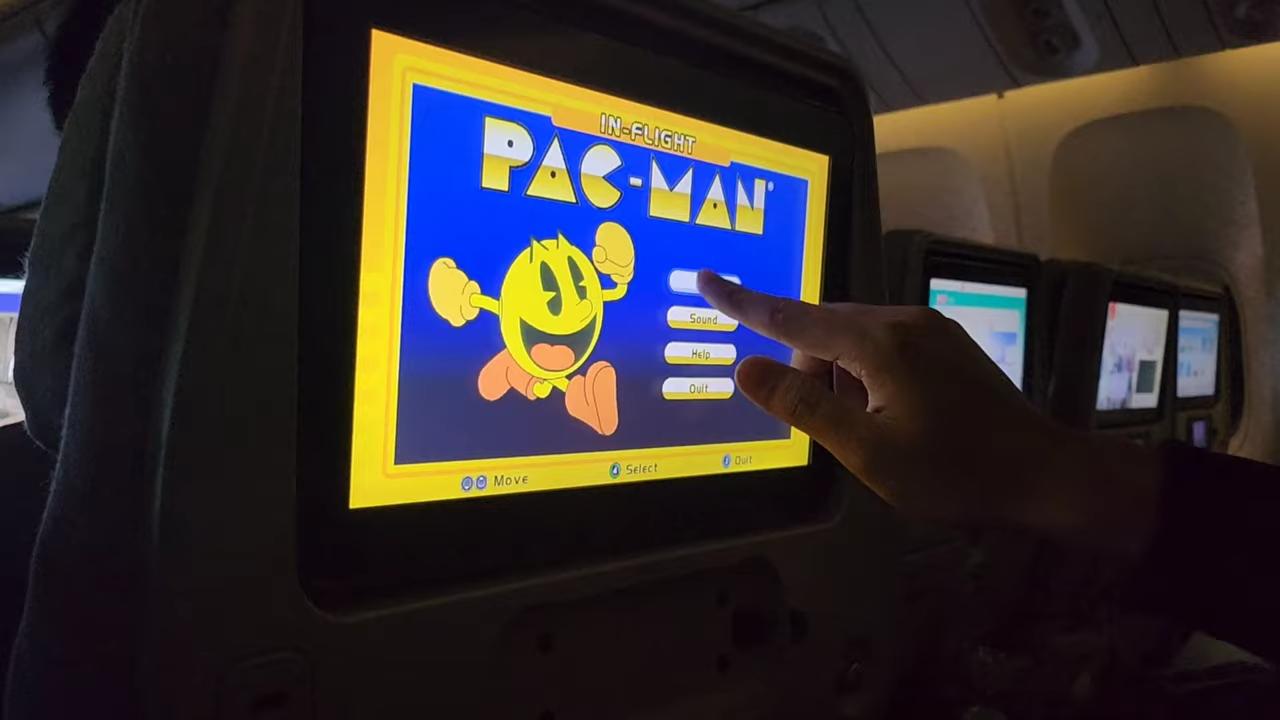 IN-FLIGHT
PAC-MAN®
Sound
Help
Quit
Move
Select
Quit